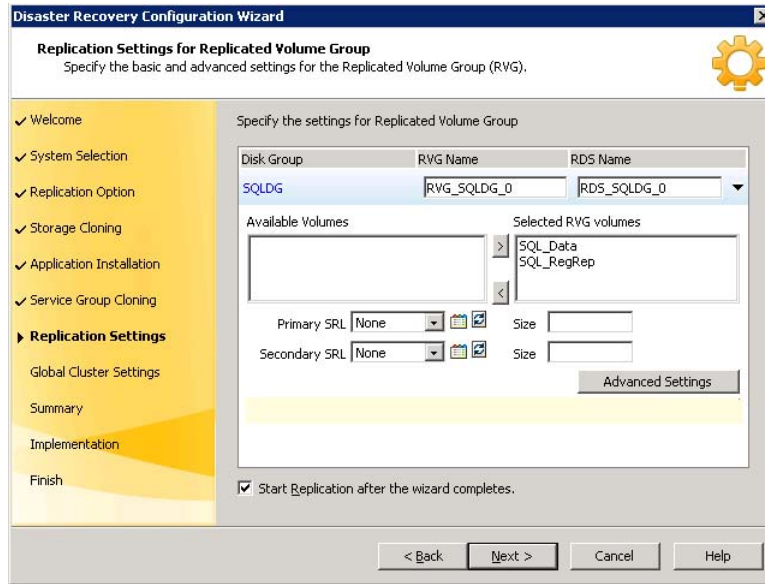 Disaster Recovery Configuration Wizard
Replication Settings for Replicated Volume Group
Specify the basic and advanced settings for the Replicated Volume Group (RVG).
Welcome
System Selection
Replication Option
Storage Cloning
Application Installation
Service Group Cloning
Replication Settings
Global Cluster Settings
Summary
Implementation
Finish
Specify the settings for Replicated Volume Group
Disk Group RVG Name RDS Name
SQLDG RVG_SQLDG_0 RDS_SQLDG_0
Available Volumes Selected RVG volumes
> SQL_Data
SQL_RegRep
<
Primary SRL None Size
Secondary SRL None Size
Advanced Settings
Start Replication after the wizard completes.
< Back Next > Cancel Help